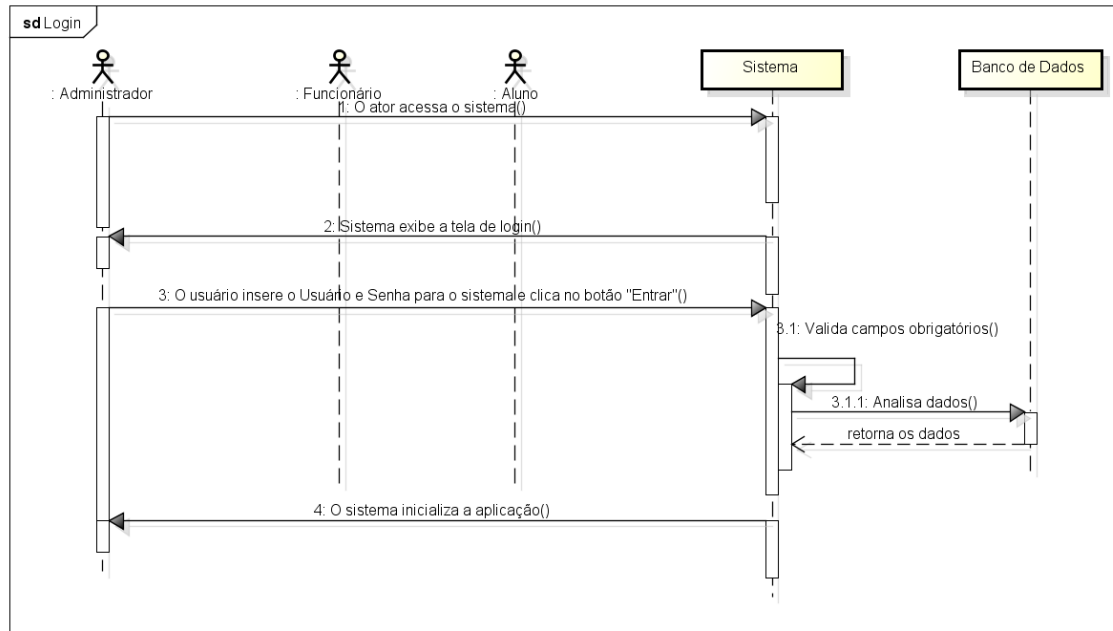 sd Login
: Administrador
: Funcionário
: Aluno
Sistema
Banco de Dados
1: O ator acessa o sistema()
2: Sistema exibe a tela de login()
3: O usuário insere o Usuário e Senha para o sistema e clica no botão "Entrar"()
3.1: Valida campos obrigatórios()
3.1.1: Analisa dados()
retorna os dados
4: O sistema inicializa a aplicação()